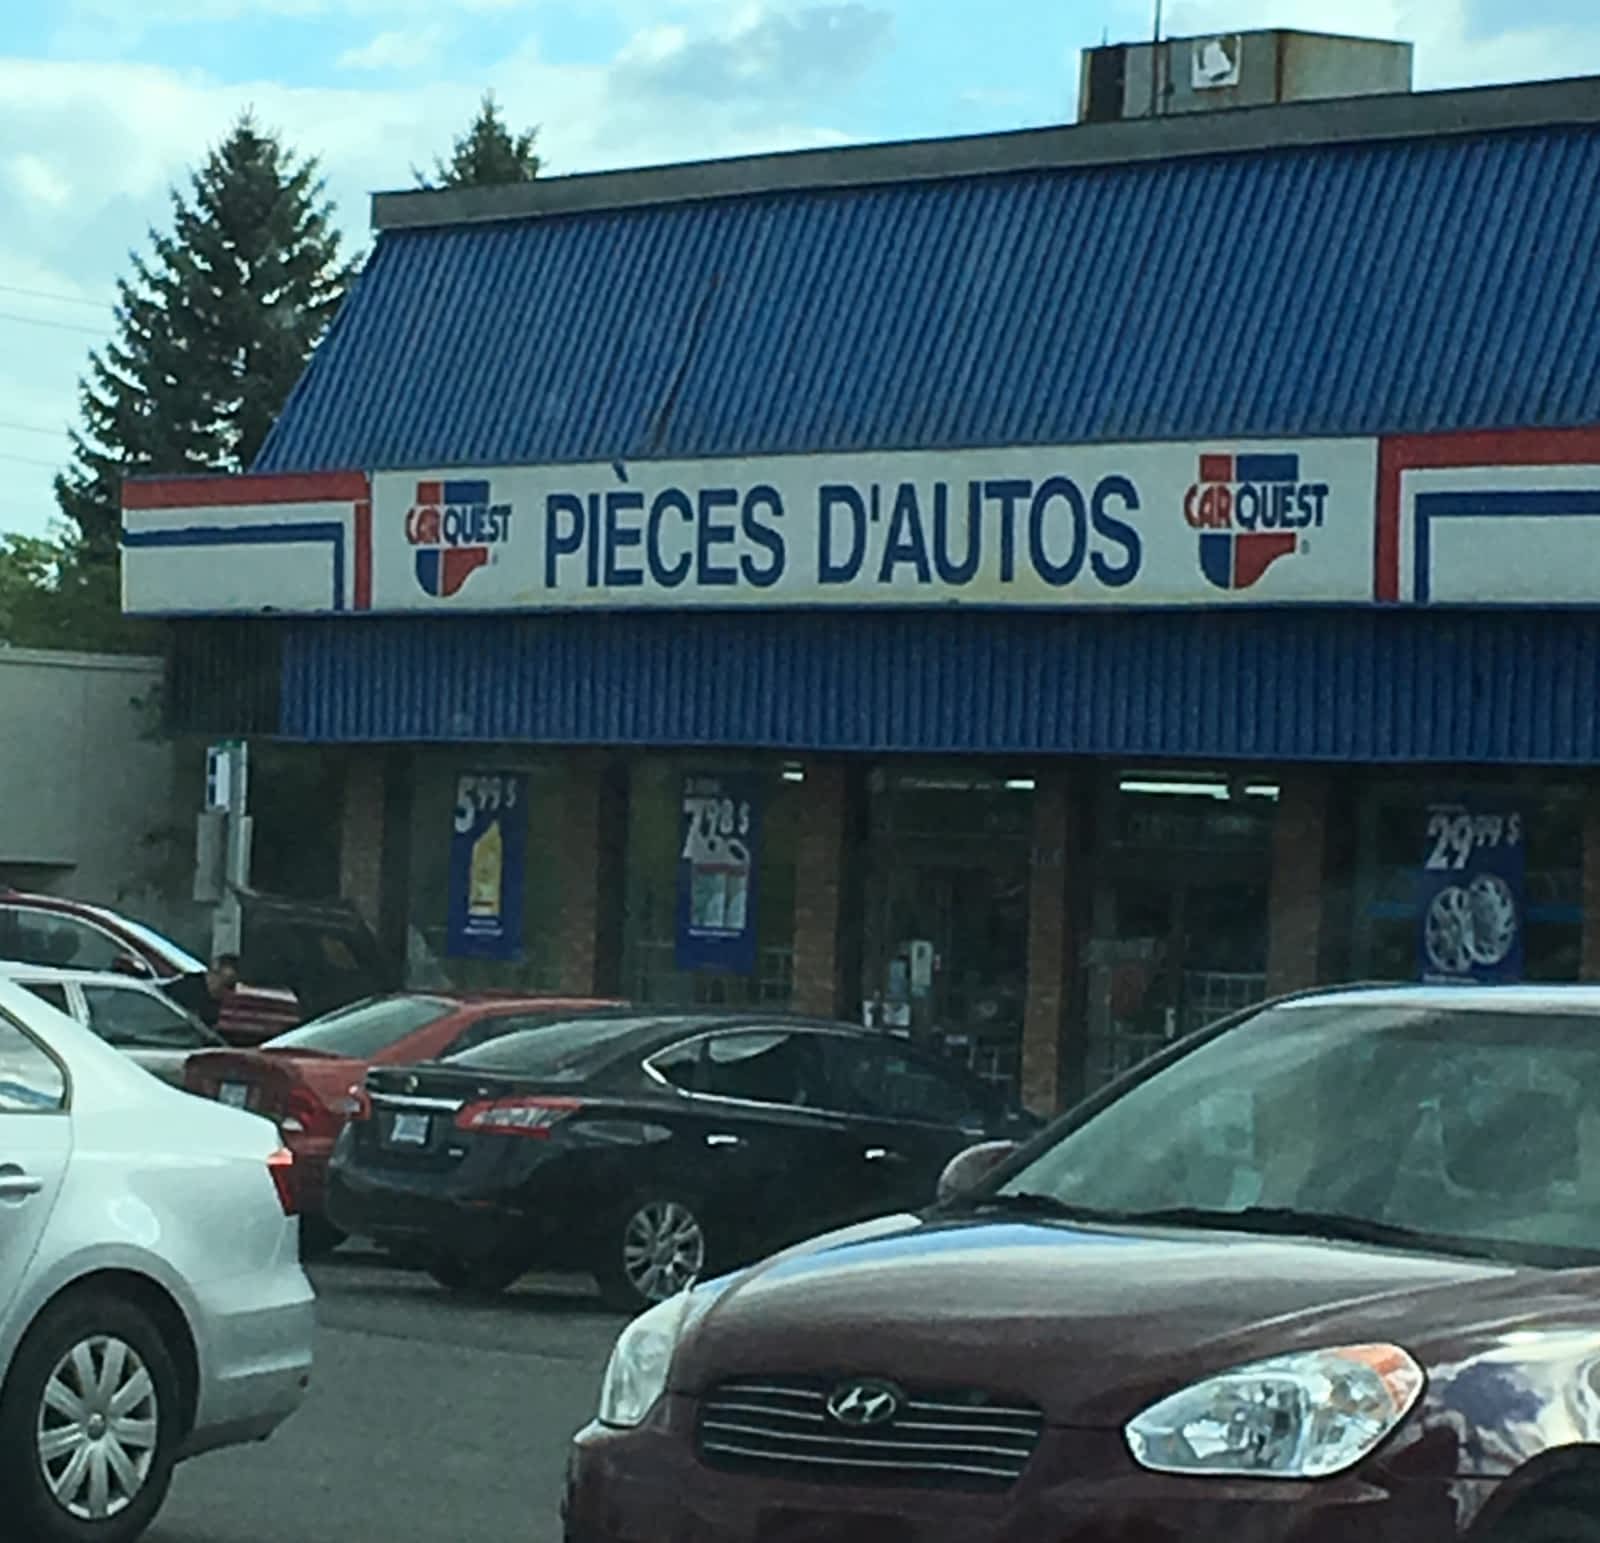 CARQUEST PIÈCES D'AUTOS CARQUEST
5.99 $
7.98 $
29.99 $